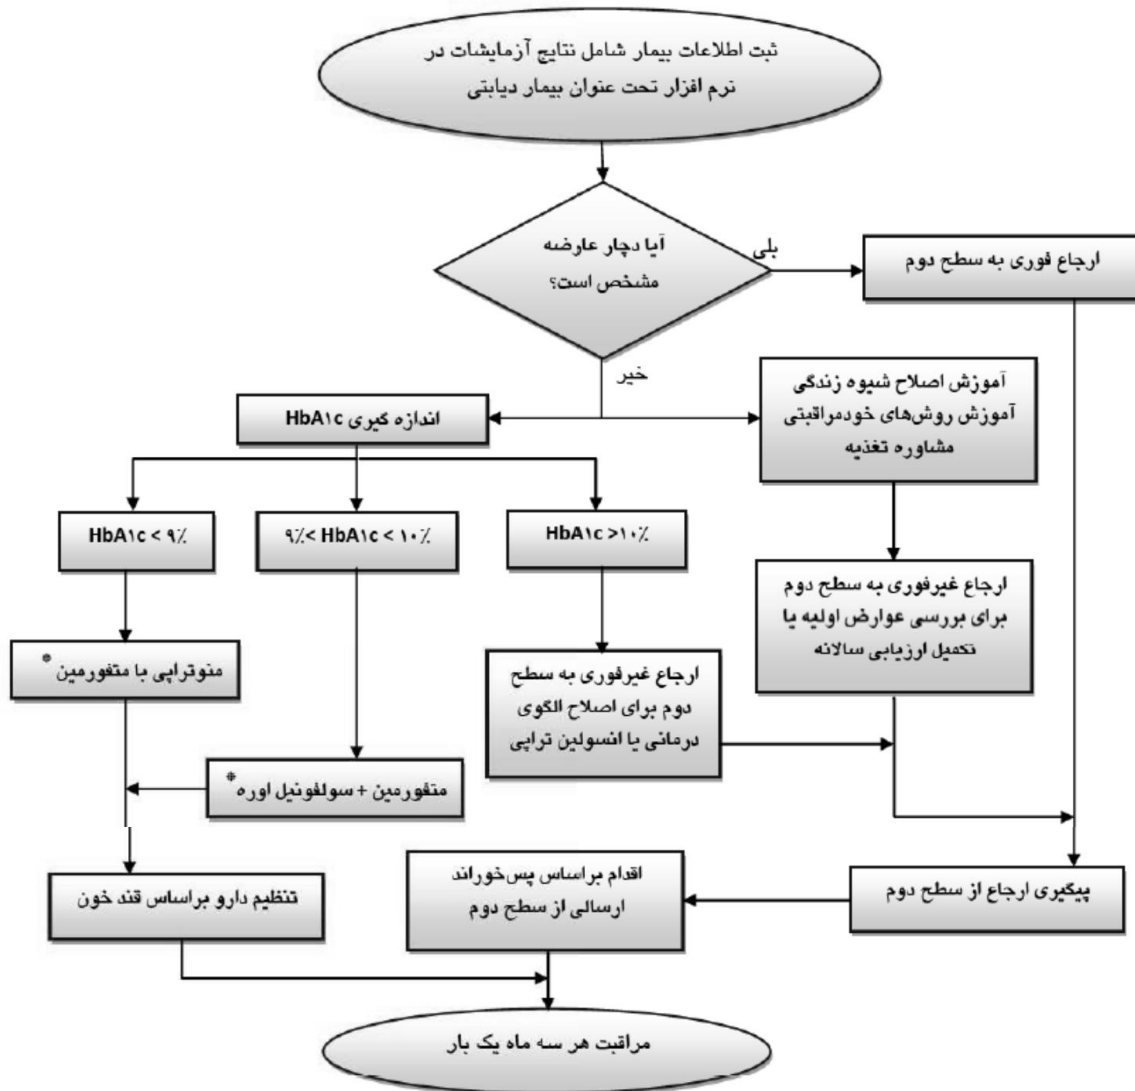 ثبت اطلاعات بیمار شامل نتایج آزمایشات در
نرم افزار تحت عنوان بیمار دیابتی
آیا دچار عارضه
مشخص است؟
بلی
ارجاع فوری به سطح دوم
خیر
آموزش اصلاح شیوه زندگی
آموزش روش‌های خودمراقبتی
مشاوره تغذیه
اندازه گیری HbA۱c
HbA۱c >۱۰٪
۹٪< HbA۱c < ۱۰٪
HbA۱c < ۹٪
ارجاع غیرفوری به سطح دوم
برای بررسی عوارض اولیه یا
تکمیل ارزیابی سالانه
ارجاع غیرفوری به سطح
دوم برای اصلاح الگوی
درمانی یا انسولین تراپی
منوتراپی با متفورمین *
متفورمین + سولفونیل اوره *
پیگیری ارجاع از سطح دوم
اقدام براساس پس‌خوراند
ارسالی از سطح دوم
تنظیم دارو براساس قند خون
مراقبت هر سه ماه یک بار